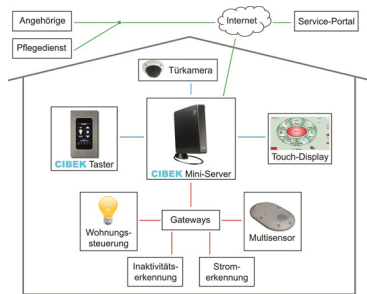 Angehörige
Internet
Service-Portal
Pflegedienst
Türkamera
CIBEK Taster
CIBEK Mini-Server
Touch-Display
Wohnungs-
steuerung
Gateways
Multisensor
Inaktivitäts-
erkennung
Strom-
erkennung